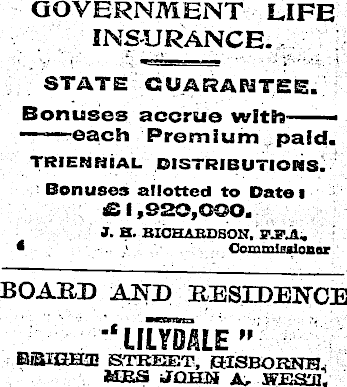 GOVERNMENT LIFE
INSURANCE.
STATE GUARANTEE.
Bonuses accrue with——
——each Premium paid.
TRIENNIAL DISTRIBUTIONS.
Bonuses allotted to Date:
£1,920,000.
J. H. RICHARDSON, F.F.A.,
Commissioner
BOARD AND RESIDENCE
"LILYDALE"
BRIGHT STREET, GISBORNE.
MRS JOHN A. WEST.